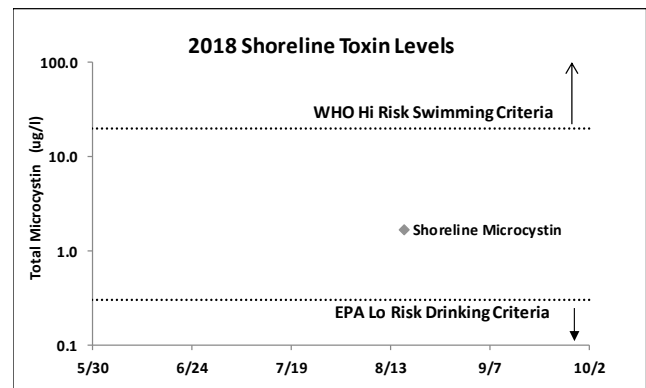 2018 Shoreline Toxin Levels
Total Microcystin (ug/l)
100.0
WHO Hi Risk Swimming Criteria
10.0
Shoreline Microcystin
1.0
EPA Lo Risk Drinking Criteria
0.1
5/30 6/24 7/19 8/13 9/7 10/2